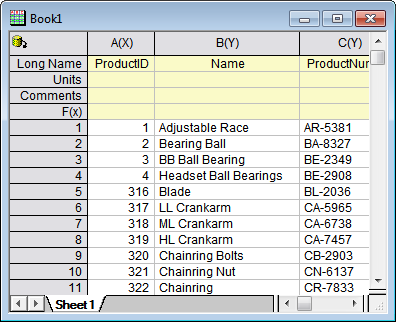 Book1
A(X) B(Y) C(Y)
Long Name ProductID Name ProductNur
Units
Comments
F(x)
1 1 Adjustable Race AR-5381
2 2 Bearing Ball BA-8327
3 3 BB Ball Bearing BE-2349
4 4 Headset Ball Bearings BE-2908
5 316 Blade BL-2036
6 317 LL Crankarm CA-5965
7 318 ML Crankarm CA-6738
8 319 HL Crankarm CA-7457
9 320 Chainring Bolts CB-2903
10 321 Chainring Nut CN-6137
11 322 Chainring CR-7833
Sheet1